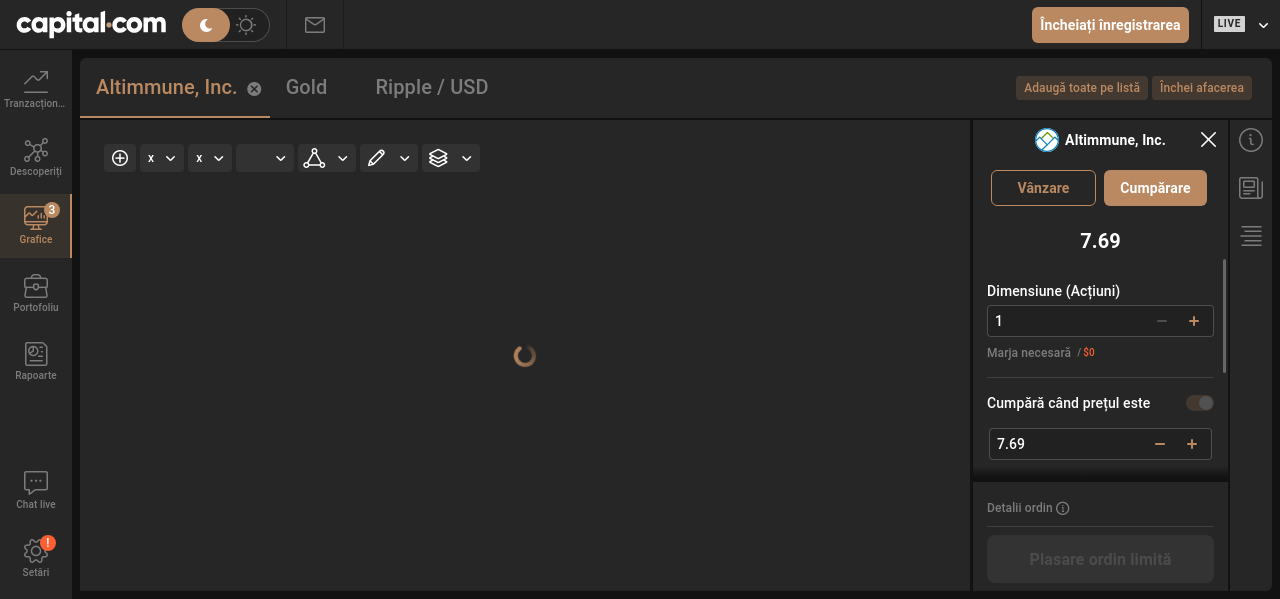 capital.com
Încheiați înregistrarea
LIVE
Tranzacțion...
Descoperiți
3
Grafice
Portofoliu
Rapoarte
Chat live
!
Setări
Altimmune, Inc.
Gold
Ripple / USD
Adaugă toate pe listă
Închei afacerea
x
x
Altimmune, Inc.
Vânzare
Cumpărare
7.69
Dimensiune (Acțiuni)
1
Marja necesară / $0
Cumpără când prețul este
7.69
Detalii ordin
Plasare ordin limită